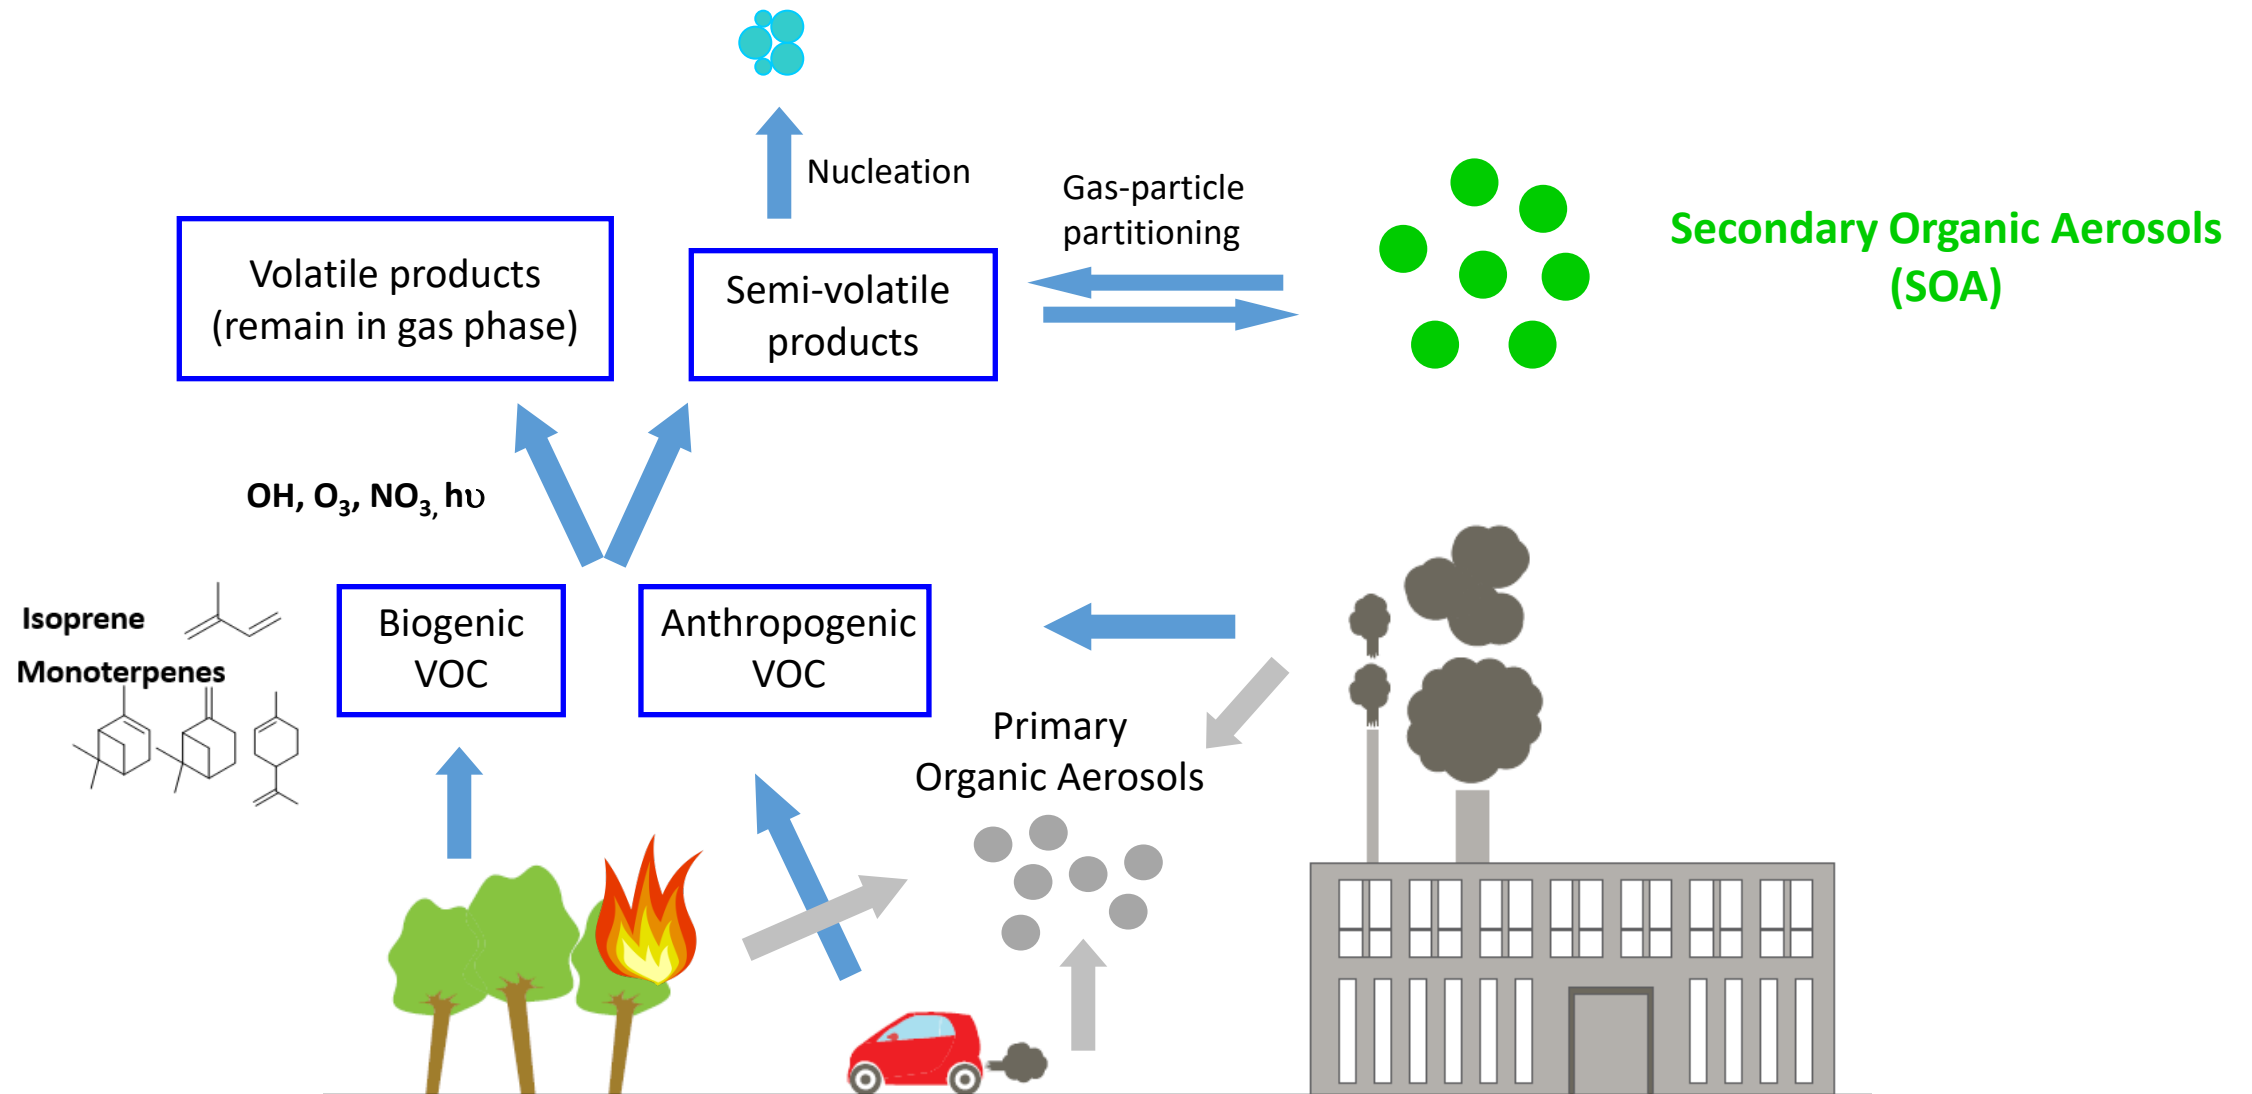 Nucleation
Gas-particle
partitioning
Secondary Organic Aerosols
(SOA)
Volatile products
(remain in gas phase)
Semi-volatile
products
OH, O₃, NO₃, hυ
Isoprene
Monoterpenes
Biogenic
VOC
Anthropogenic
VOC
Primary
Organic Aerosols